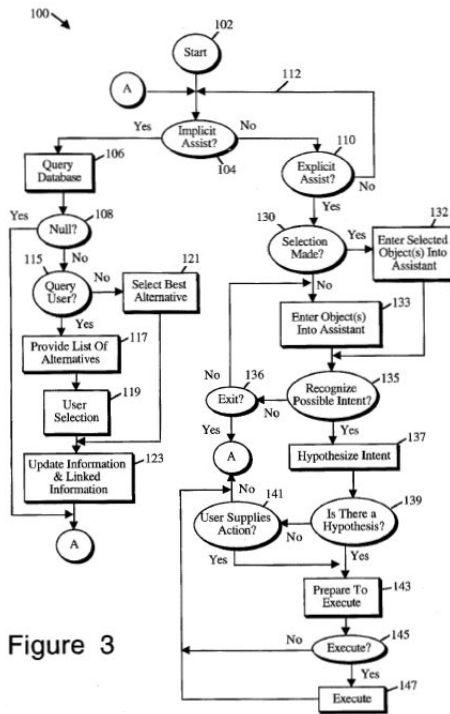 100
102
Start
112
A
Yes
Implicit
Assist?
No
104
110
Explicit
Assist?
No
Yes
106
Query
Database
Yes
108
Null?
No
115
Query
User?
No
121
Select Best
Alternative
Yes
117
Provide List Of
Alternatives
119
User
Selection
123
Update Information
& Linked
Information
A
130
Selection
Made?
Yes
132
Enter Selected
Object(s) Into
Assistant
No
133
Enter Object(s)
Into Assistant
No
136
Exit?
No
135
Recognize
Possible Intent?
Yes
A
Yes
137
Hypothesize Intent
No
141
User Supplies
Action?
No
139
Is There a
Hypothesis?
Yes
Yes
143
Prepare To
Execute
No
145
Execute?
Yes
147
Execute
Figure 3